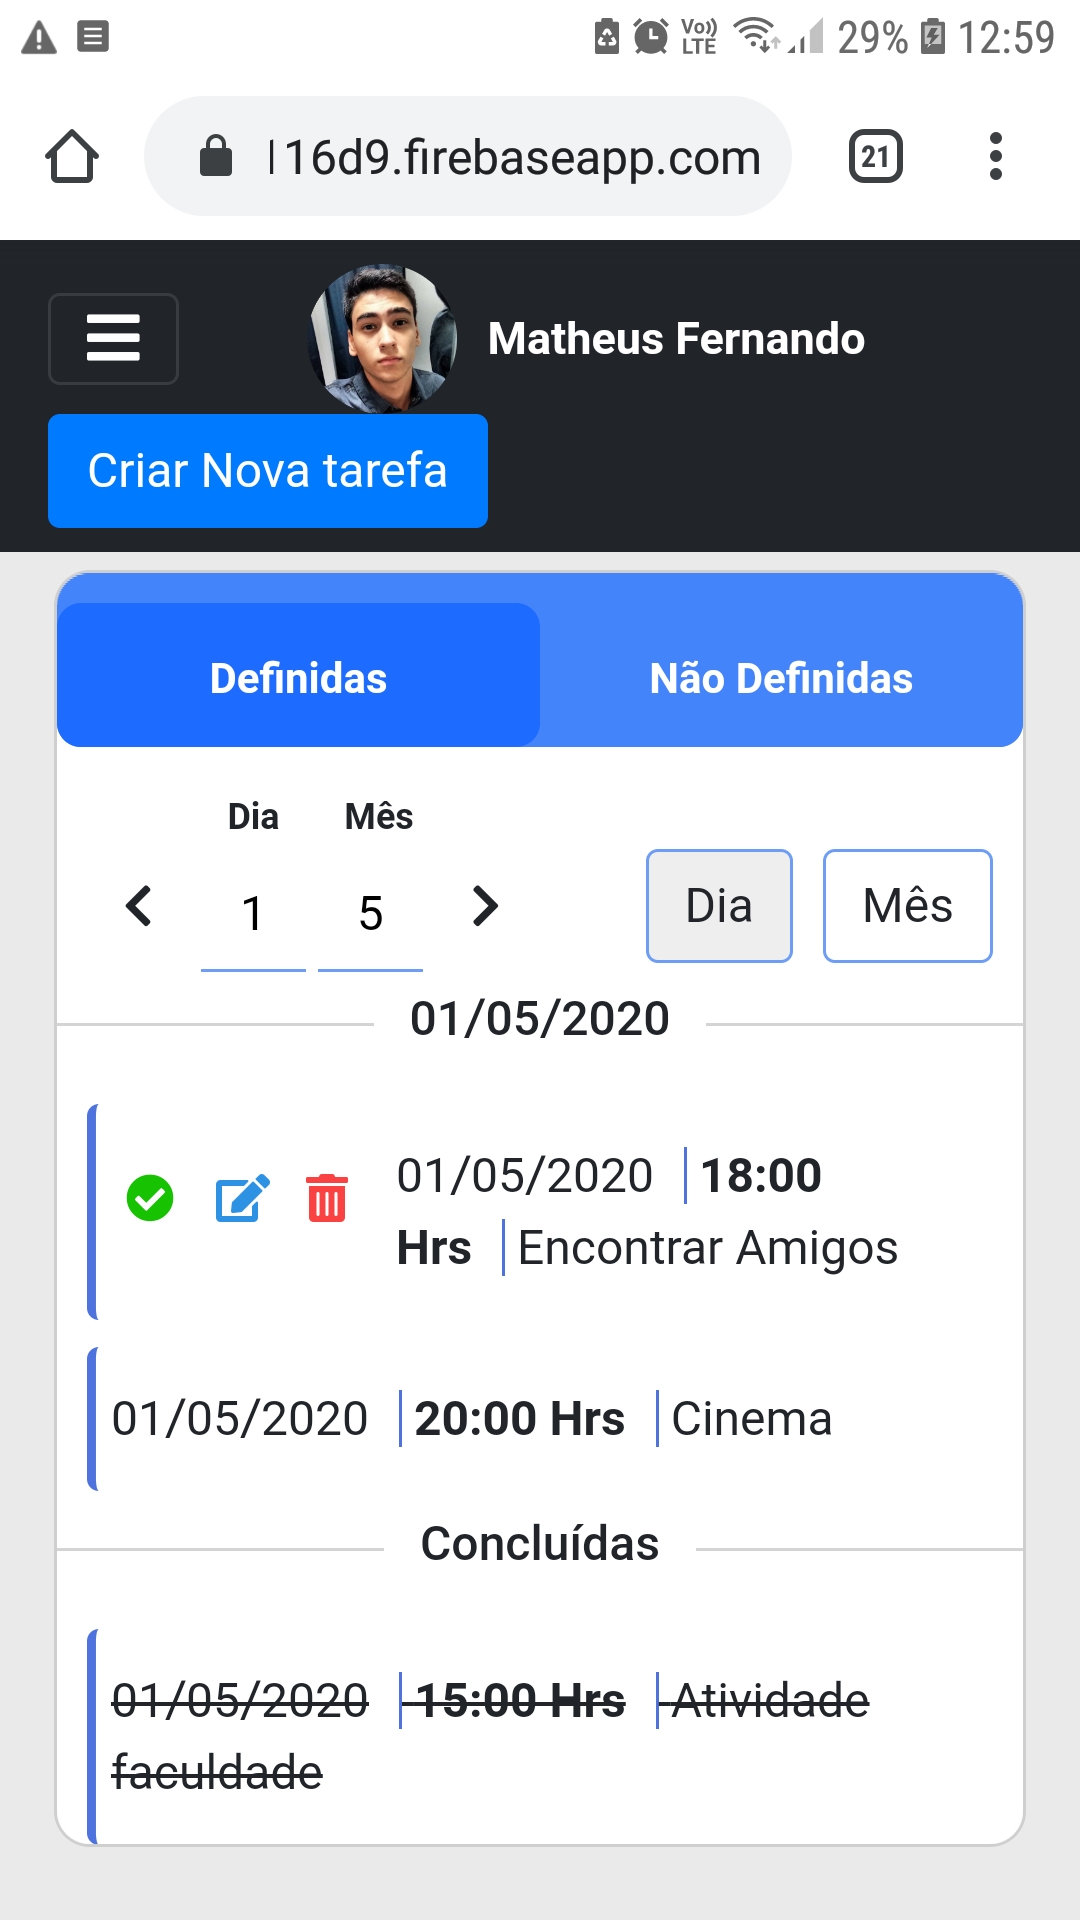 Vo)) LTE 29% 12:59
l16d9.firebaseapp.com 21
Matheus Fernando
Criar Nova tarefa
Definidas Não Definidas
Dia Mês
1 5 Dia Mês
01/05/2020
01/05/2020 18:00
Hrs Encontrar Amigos
01/05/2020 20:00 Hrs Cinema
Concluídas
01/05/2020 15:00 Hrs Atividade
faculdade